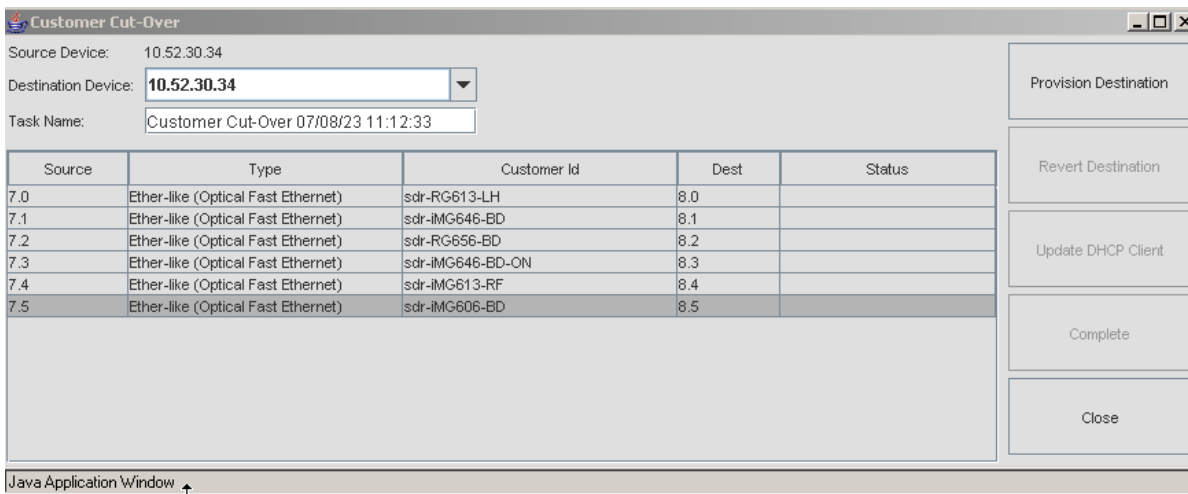 Customer Cut-Over
Source Device: 10.52.30.34
Destination Device: 10.52.30.34
Task Name: Customer Cut-Over 07/08/23 11:12:33
Source Type Customer Id Dest Status
7.0 Ether-like (Optical Fast Ethernet) sdr-RG613-LH 8.0
7.1 Ether-like (Optical Fast Ethernet) sdr-iMG646-BD 8.1
7.2 Ether-like (Optical Fast Ethernet) sdr-RG656-BD 8.2
7.3 Ether-like (Optical Fast Ethernet) sdr-iMG646-BD-ON 8.3
7.4 Ether-like (Optical Fast Ethernet) sdr-iMG613-RF 8.4
7.5 Ether-like (Optical Fast Ethernet) sdr-iMG606-BD 8.5
Provision Destination
Revert Destination
Update DHCP Client
Complete
Close
Java Application Window